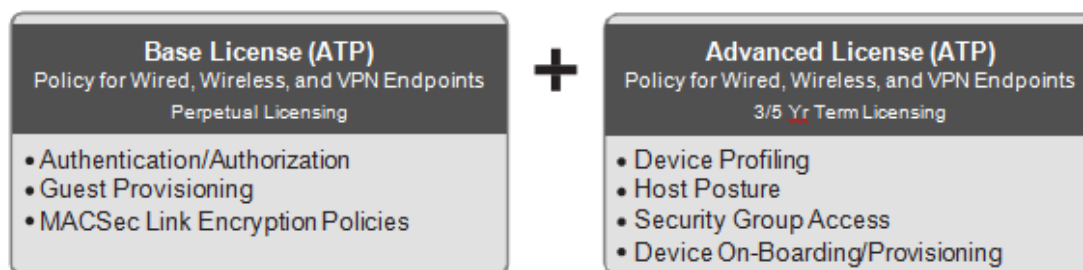 Base License (ATP)
Policy for Wired, Wireless, and VPN Endpoints
Perpetual Licensing
• Authentication/Authorization
• Guest Provisioning
• MACSec Link Encryption Policies
+
Advanced License (ATP)
Policy for Wired, Wireless, and VPN Endpoints
3/5 Yr Term Licensing
• Device Profiling
• Host Posture
• Security Group Access
• Device On-Boarding/Provisioning